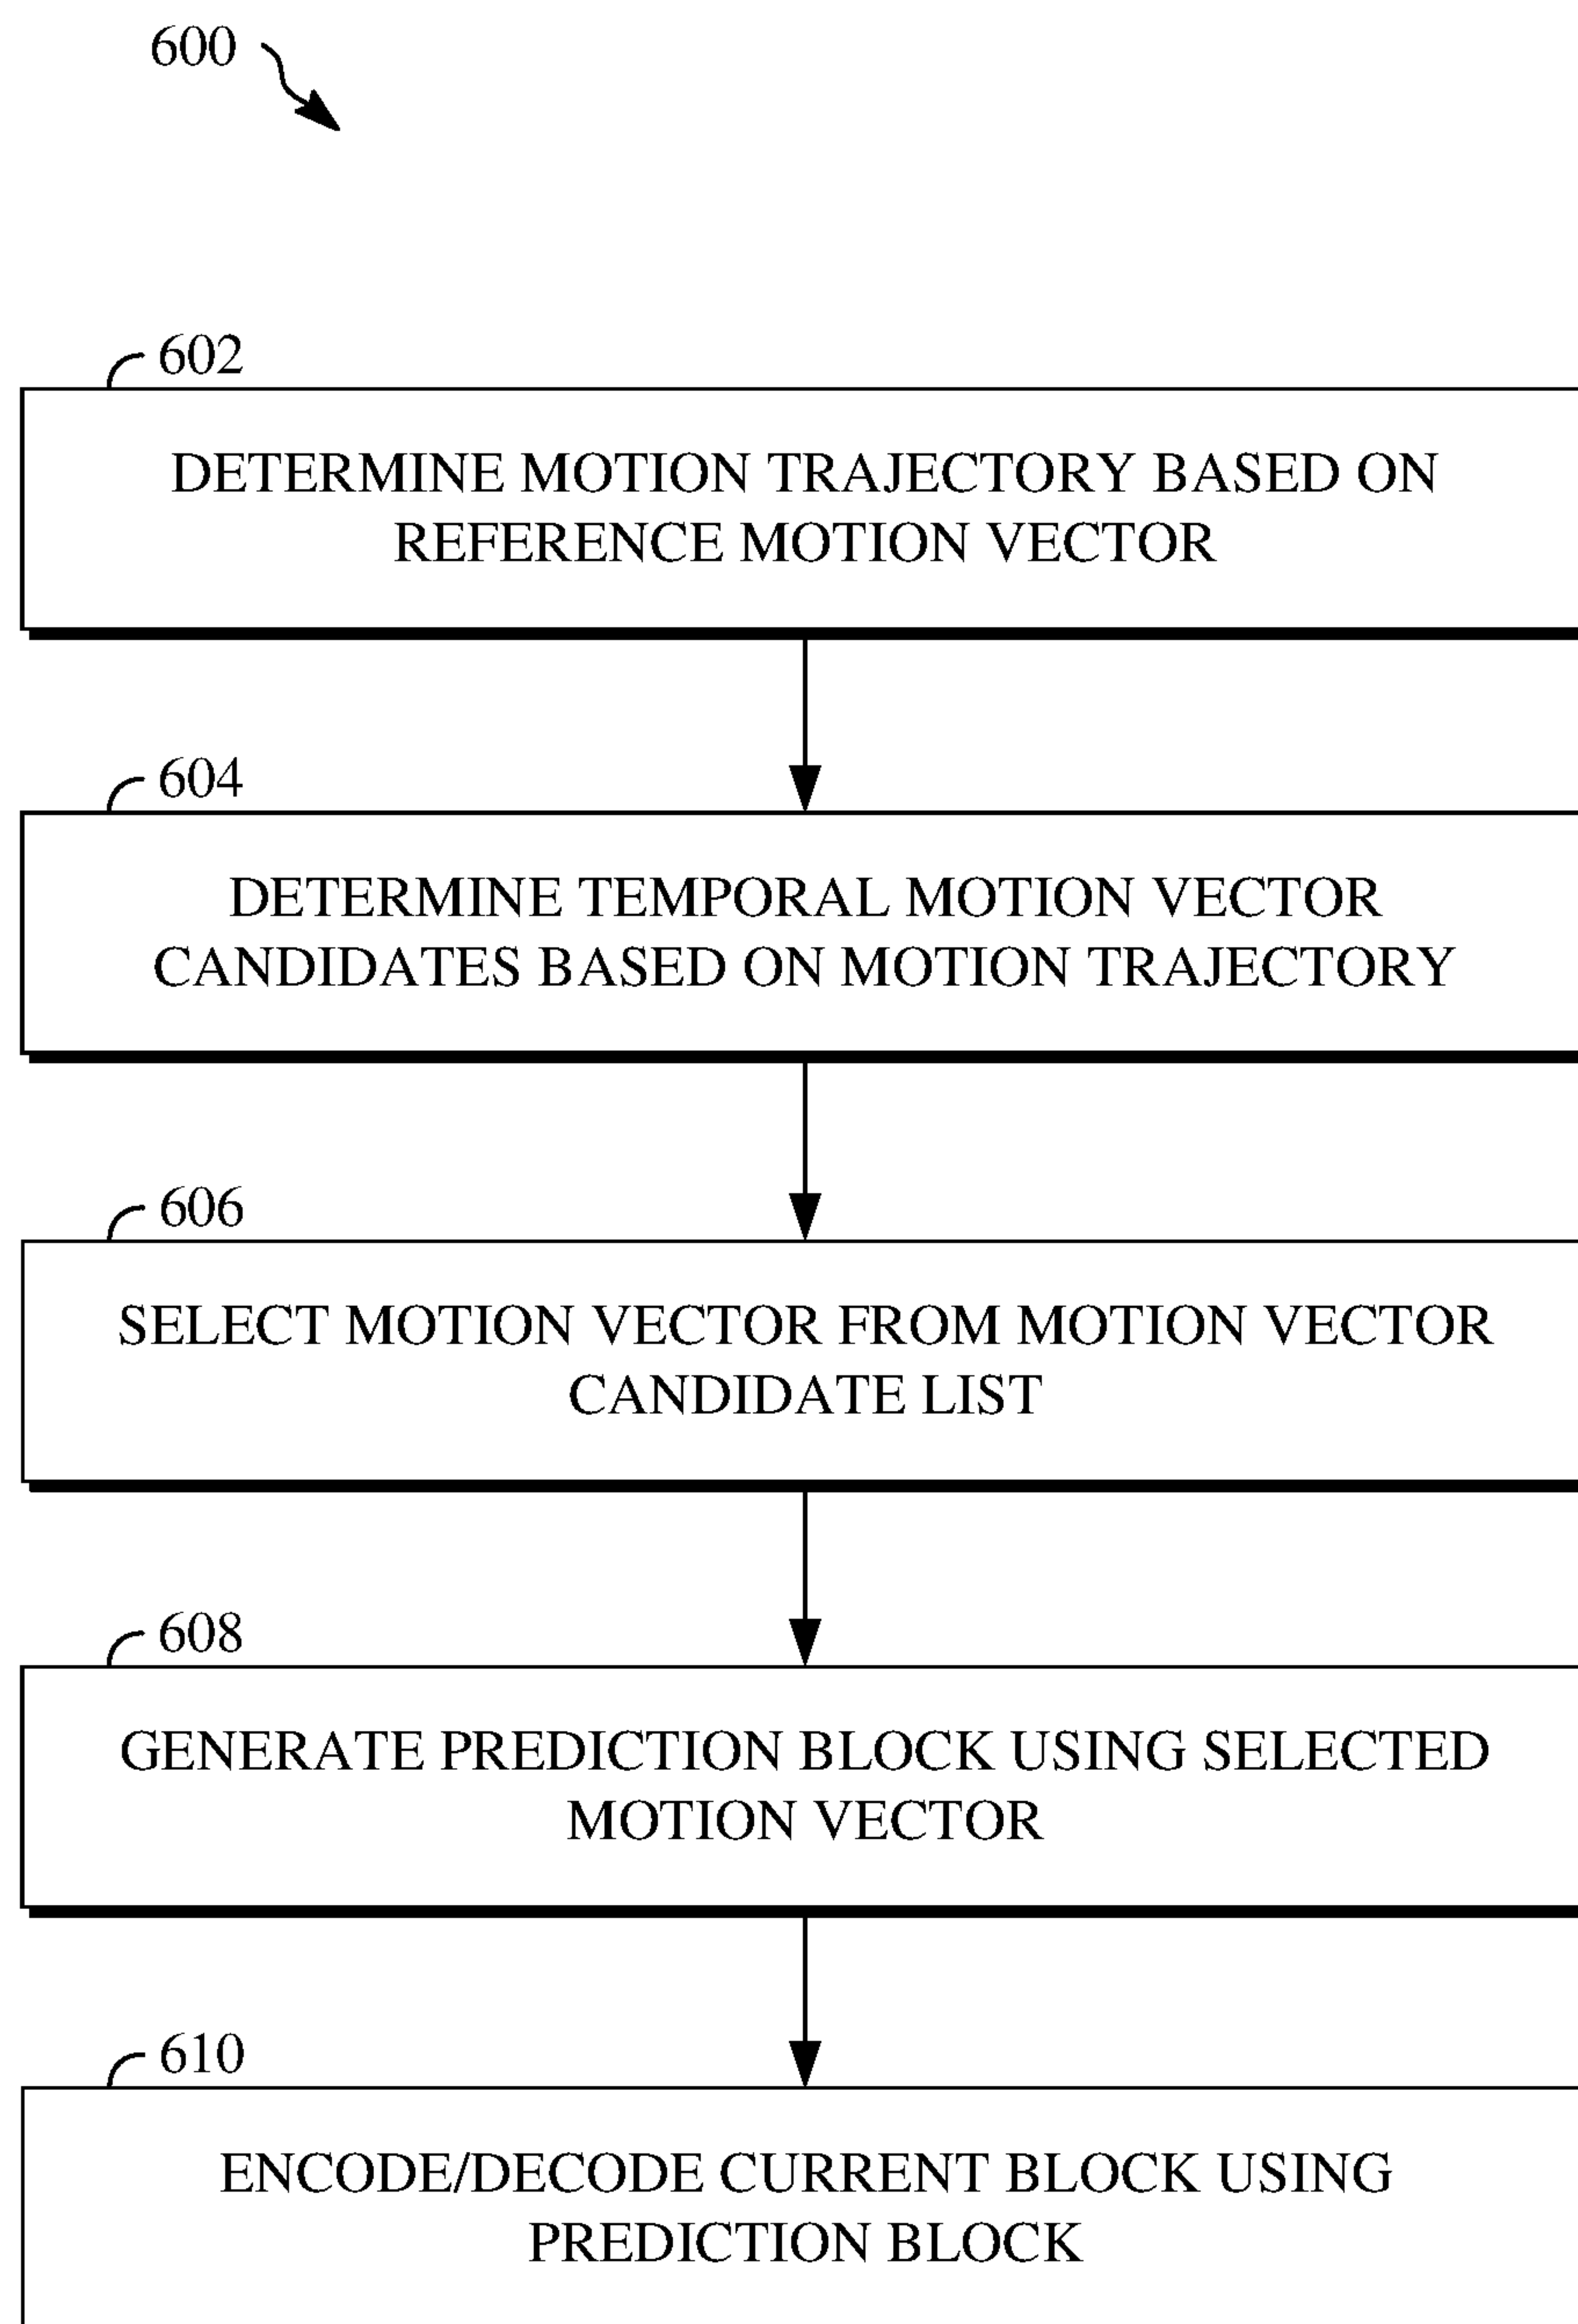 600
602
DETERMINE MOTION TRAJECTORY BASED ON
REFERENCE MOTION VECTOR
604
DETERMINE TEMPORAL MOTION VECTOR
CANDIDATES BASED ON MOTION TRAJECTORY
606
SELECT MOTION VECTOR FROM MOTION VECTOR
CANDIDATE LIST
608
GENERATE PREDICTION BLOCK USING SELECTED
MOTION VECTOR
610
ENCODE/DECODE CURRENT BLOCK USING
PREDICTION BLOCK